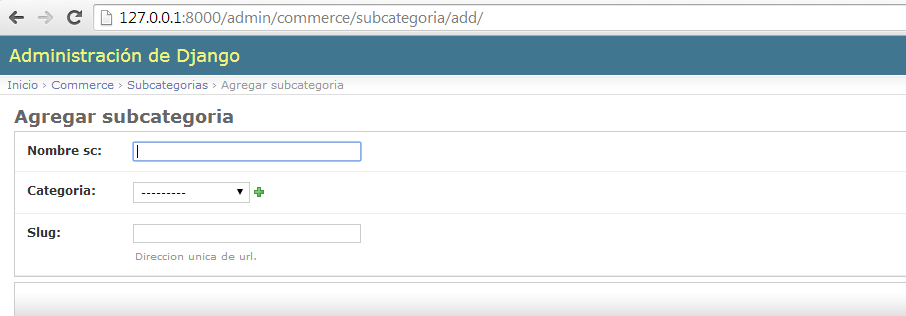 127.0.0.1:8000/admin/commerce/subcategoria/add/
Administración de Django
Inicio › Commerce › Subcategorias › Agregar subcategoria
Agregar subcategoria
Nombre sc:
Categoria: ---------
Slug:
Direccion unica de url.